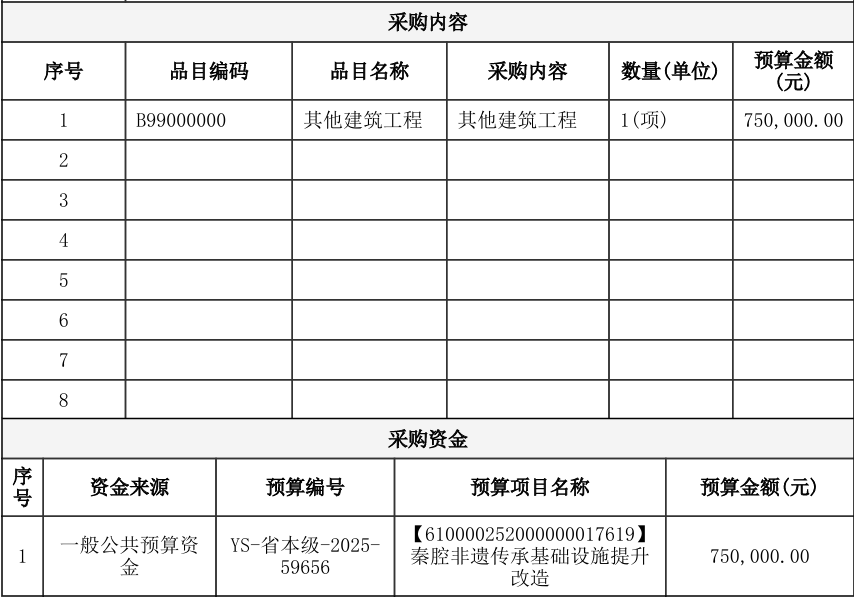 采购内容
序号 品目编码 品目名称 采购内容 数量(单位) 预算金额
(元)
1 B99000000 其他建筑工程 其他建筑工程 1(项) 750,000.00
2
3
4
5
6
7
8
采购资金
序
号 资金来源 预算编号 预算项目名称 预算金额(元)
1 一般公共预算资
金 YS-省本级-2025-
59656 【610000252000000017619】
秦腔非遗传承基础设施提升
改造 750,000.00